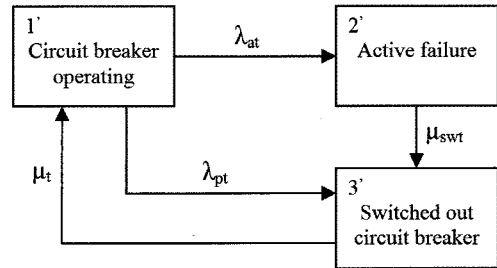 1’
Circuit breaker
operating
λat
2’
Active failure
μswt
μt
λpt
3’
Switched out
circuit breaker